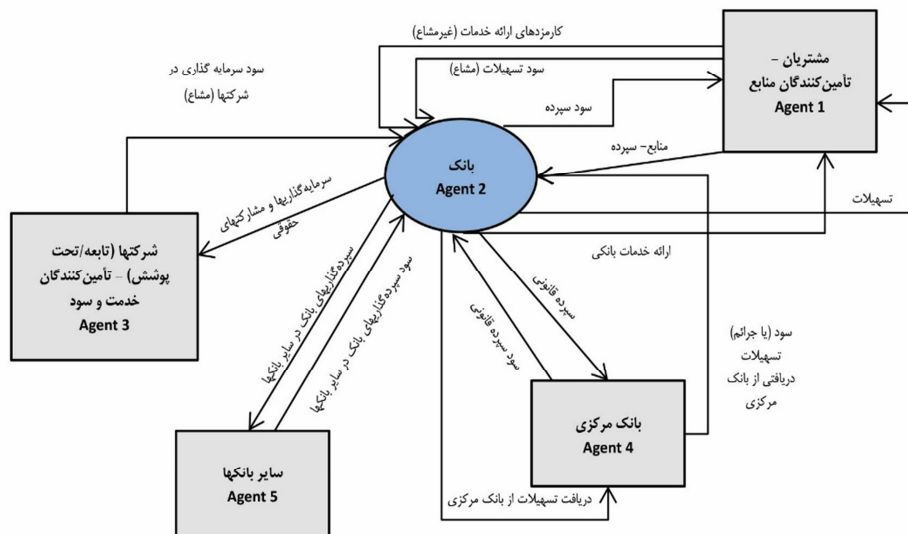 کارمزدهای ارائه خدمات (غیرمشاع)
سود تسهیلات (مشاع)
سود سپرده
مشتریان –
تأمین‌کنندگان منابع
Agent 1
سود سرمایه گذاری در
شرکتها (مشاع)
منابع– سپرده
بانک
Agent 2
تسهیلات
ارائه خدمات بانکی
سرمایه‌گذاریها و مشارکتهای
حقوقی
شرکتها (تابعه/تحت
پوشش) – تأمین‌کنندگان
خدمت و سود
Agent 3
سپرده‌گذاریهای بانک در سایر بانکها
سود سپرده‌گذاریهای بانک در سایر بانکها
سپرده قانونی
سود سپرده قانونی
سود (یا جرائم)
تسهیلات
دریافتی از بانک
مرکزی
بانک مرکزی
Agent 4
سایر بانکها
Agent 5
دریافت تسهیلات از بانک مرکزی